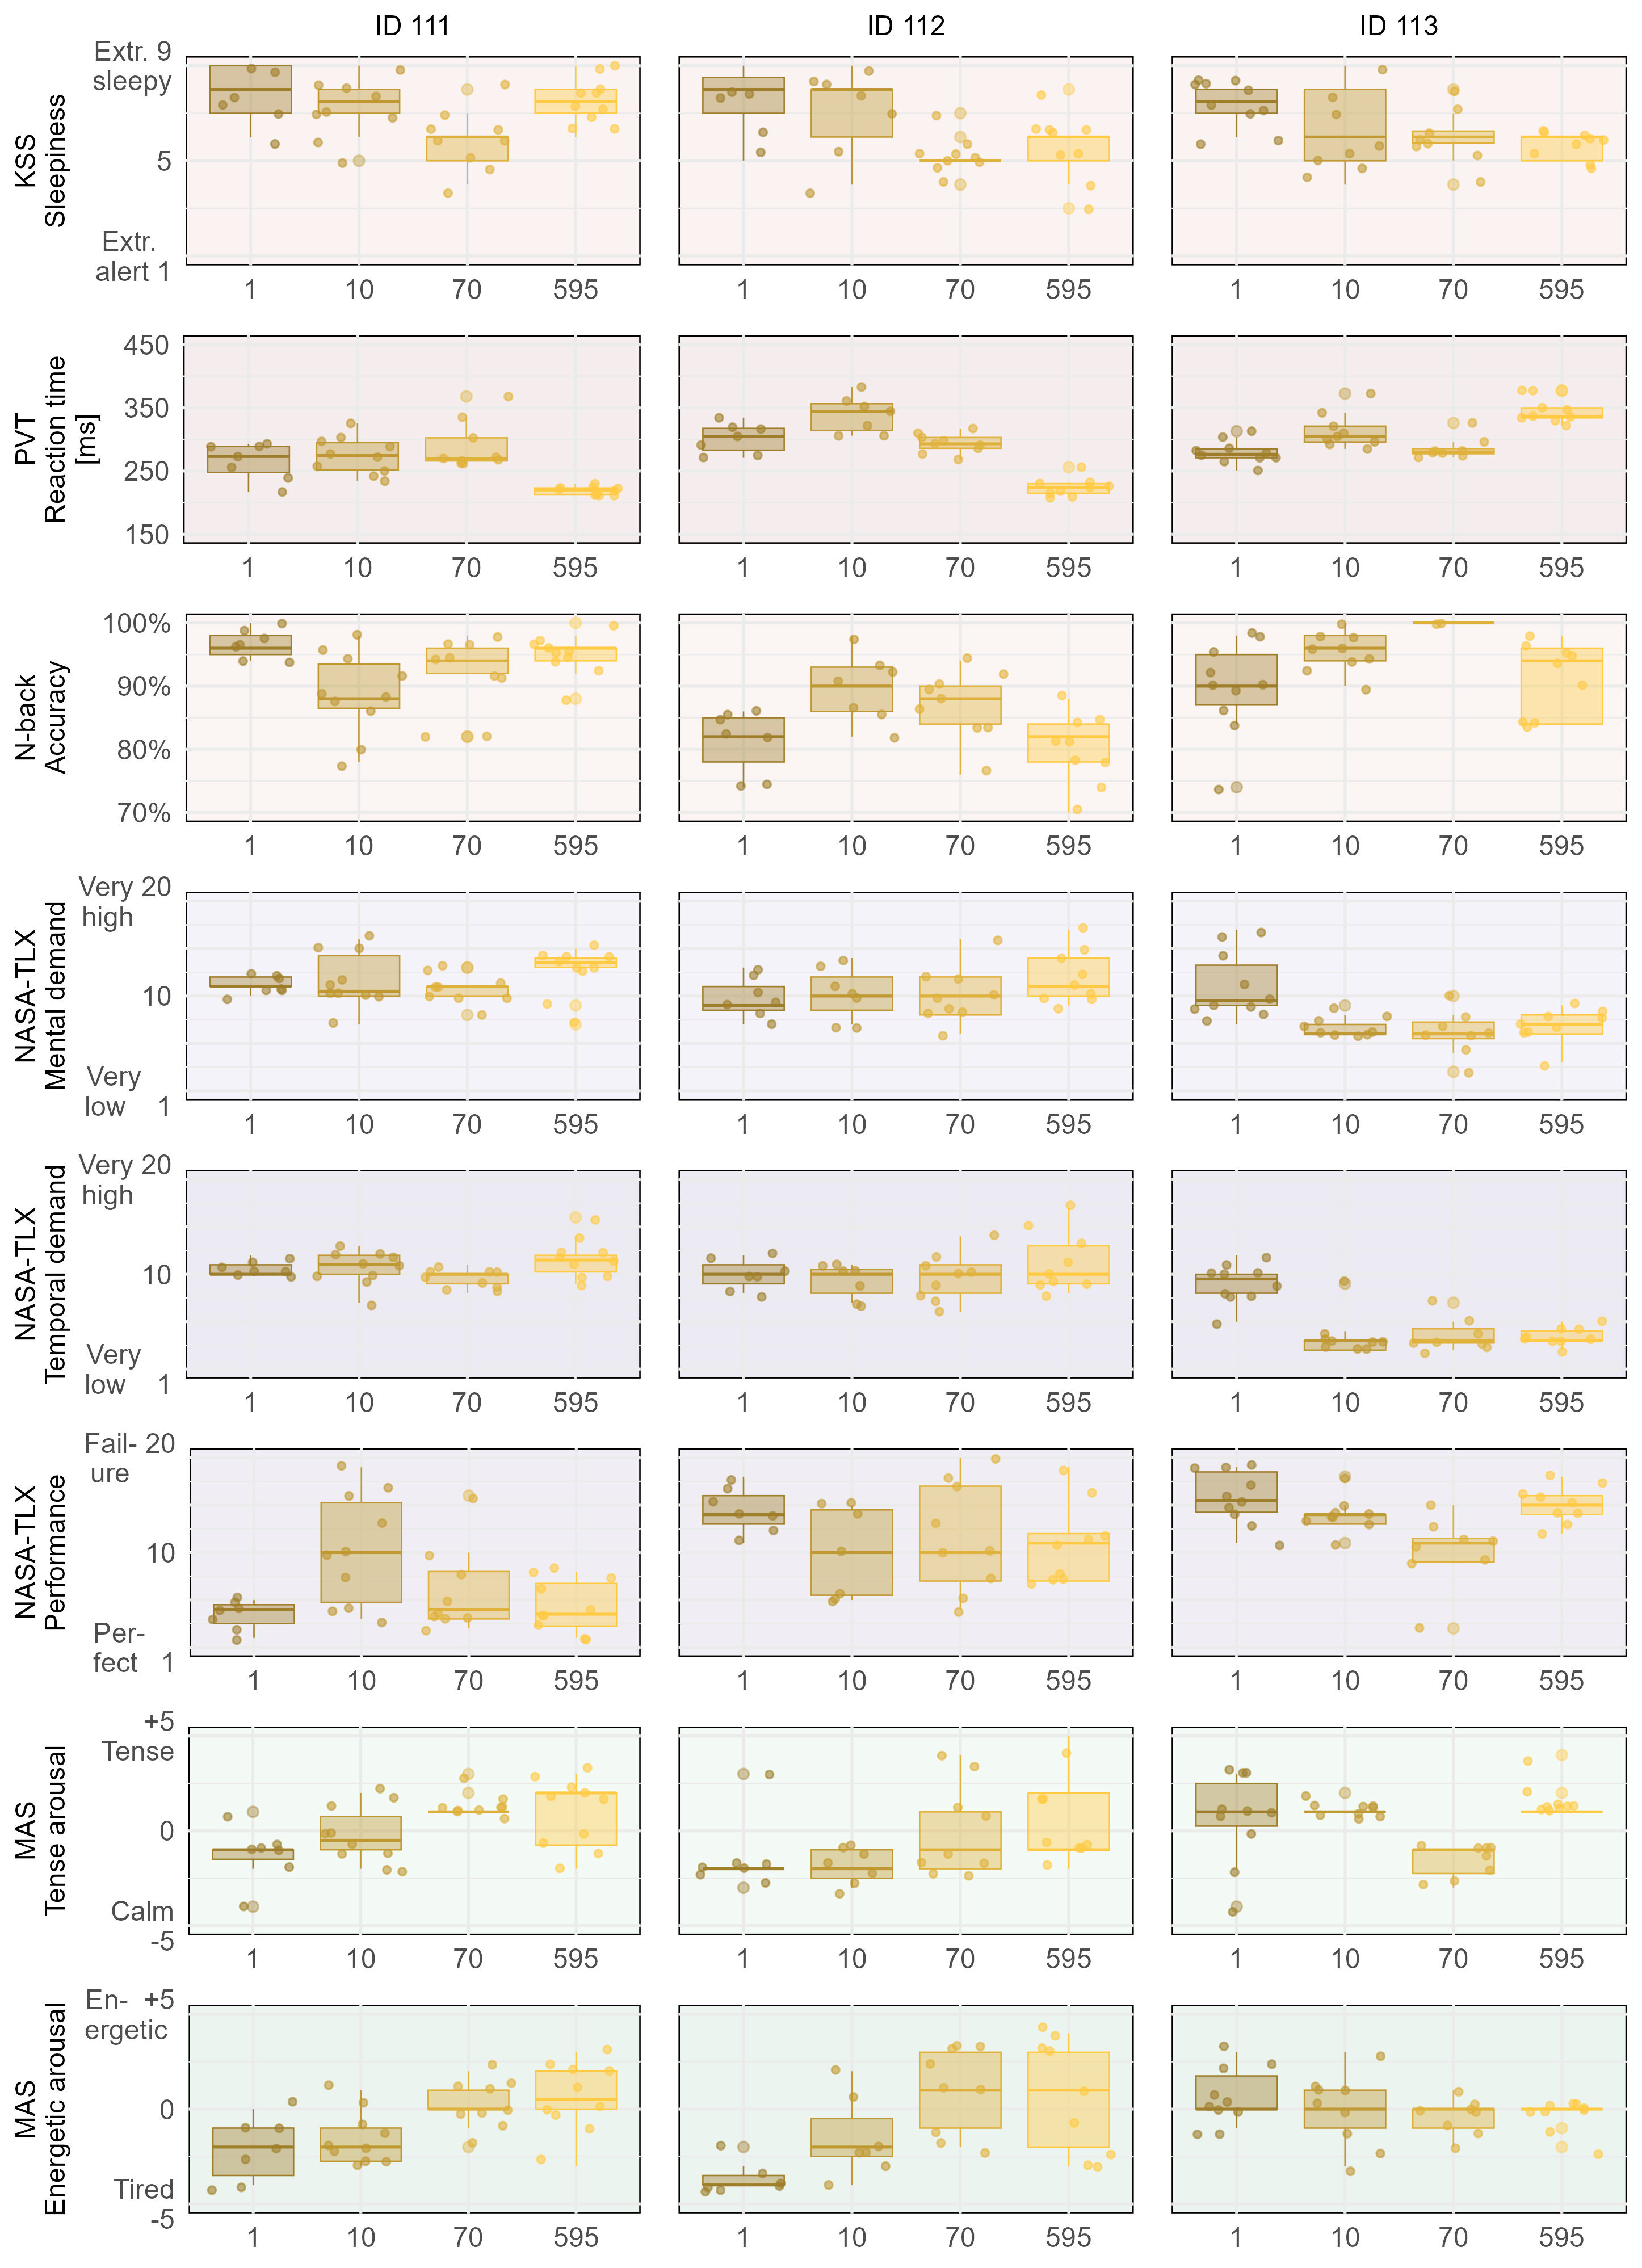 ID 111 ID 112 ID 113
KSS
Sleepiness
Extr. 9
sleepy
5
Extr.
alert 1
1 10 70 595 1 10 70 595 1 10 70 595
PVT
Reaction time
[ms]
450
350
250
150
1 10 70 595 1 10 70 595 1 10 70 595
N-back
Accuracy
100%
90%
80%
70%
1 10 70 595 1 10 70 595 1 10 70 595
NASA-TLX
Mental demand
Very 20
high
10
Very
low 1
1 10 70 595 1 10 70 595 1 10 70 595
NASA-TLX
Temporal demand
Very 20
high
10
Very
low 1
1 10 70 595 1 10 70 595 1 10 70 595
NASA-TLX
Performance
Fail- 20
ure
10
Per-
fect 1
1 10 70 595 1 10 70 595 1 10 70 595
MAS
Tense arousal
+5
Tense
0
Calm
-5
1 10 70 595 1 10 70 595 1 10 70 595
MAS
Energetic arousal
En- +5
ergetic
0
Tired
-5
1 10 70 595 1 10 70 595 1 10 70 595